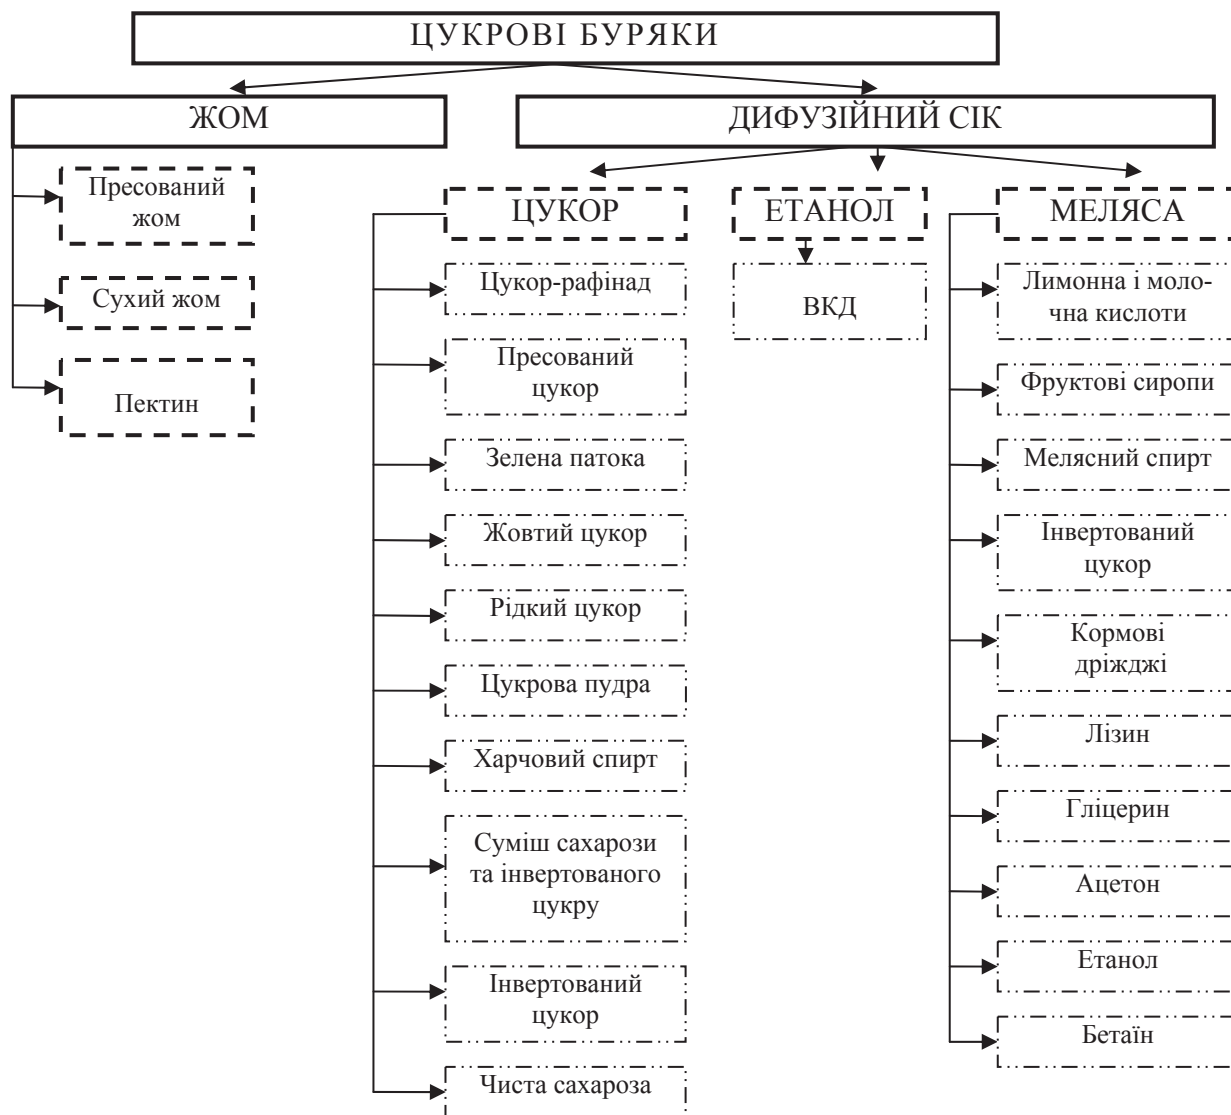 ЦУКРОВІ БУРЯКИ
ЖОМ
ДИФУЗІЙНИЙ СІК
Пресований
жом
Сухий жом
Пектин
ЦУКОР
Цукор-рафінад
Пресований
цукор
Зелена патока
Жовтий цукор
Рідкий цукор
Цукрова пудра
Харчовий спирт
Суміш сахарози
та інвертованого
цукру
Інвертований
цукор
Чиста сахароза
ЕТАНОЛ
ВКД
МЕЛЯСА
Лимонна і моло-
чна кислоти
Фруктові сиропи
Мелясний спирт
Інвертований
цукор
Кормові
дріжджі
Лізин
Гліцерин
Ацетон
Етанол
Бетаїн